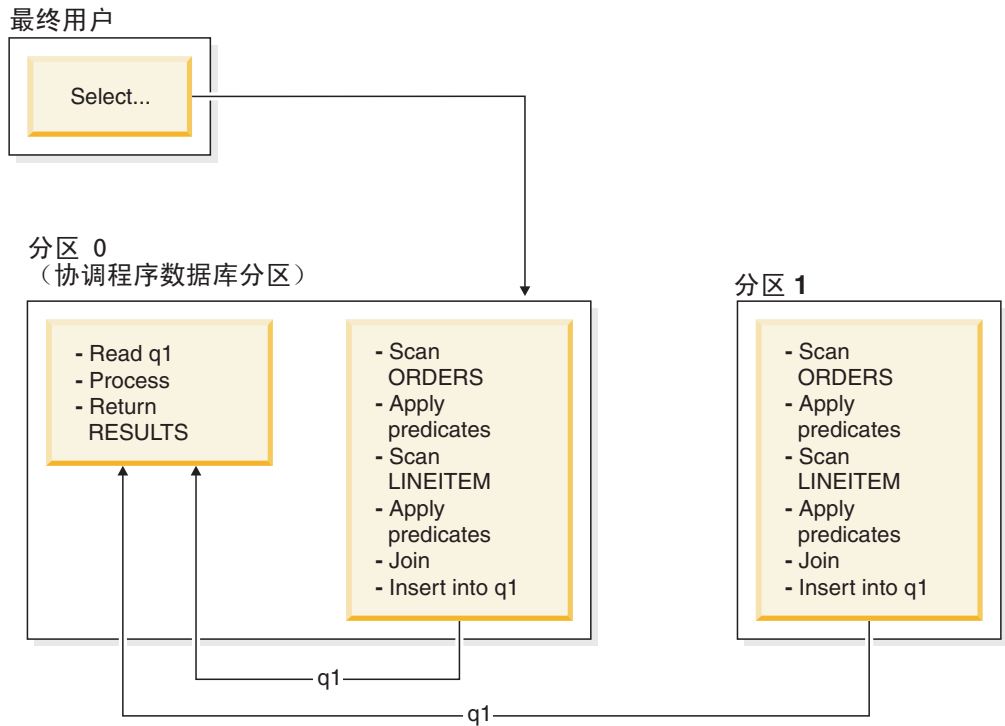 最终用户
Select...
分区 0
（协调程序数据库分区）
- Read q1
- Process
- Return
RESULTS
- Scan
ORDERS
- Apply
predicates
- Scan
LINEITEM
- Apply
predicates
- Join
- Insert into q1
分区 1
- Scan
ORDERS
- Apply
predicates
- Scan
LINEITEM
- Apply
predicates
- Join
- Insert into q1
q1
q1